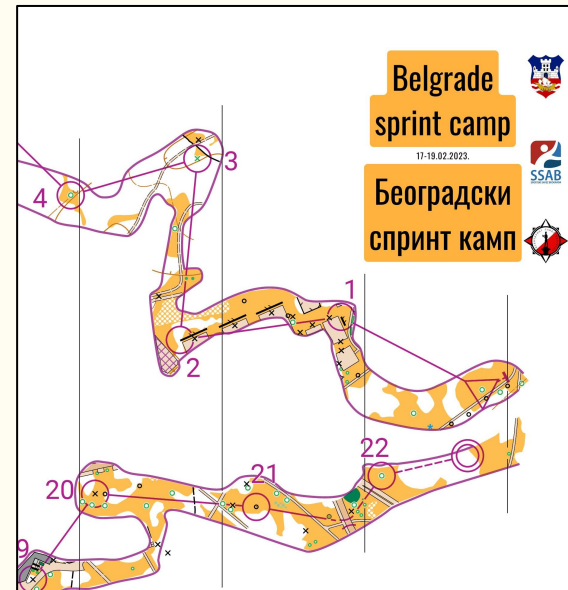 Belgrade
sprint camp
17-19.02.2023.
SSAB
Београдски
спринт камп
3
4
1
2
22
21
20
9